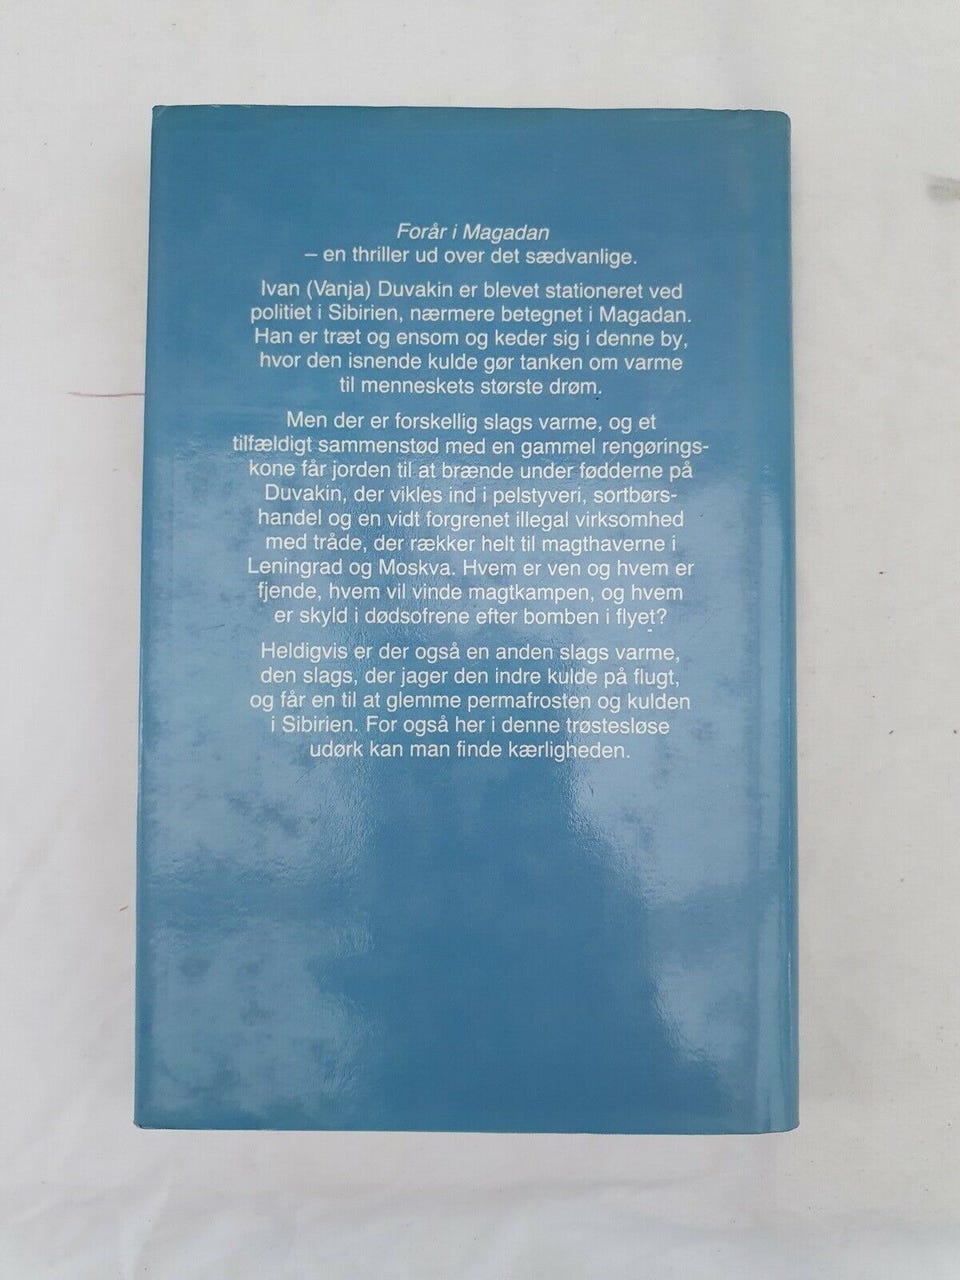 Forår i Magadan
– en thriller ud over det sædvanlige.
Ivan (Vanja) Duvakin er blevet stationeret ved
politiet i Sibirien, nærmere betegnet i Magadan.
Han er træt og ensom og keder sig i denne by,
hvor den isnende kulde gør tanken om varme
til menneskets største drøm.
Men der er forskellig slags varme, og et
tilfældigt sammenstød med en gammel rengørings-
kone får jorden til at brænde under fødderne på
Duvakin, der vikles ind i pelstyveri, sortbørs-
handel og en vidt forgrenet illegal virksomhed
med tråde, der rækker helt til magthaverne i
Leningrad og Moskva. Hvem er ven og hvem er
fjende, hvem vil vinde magtkampen, og hvem
er skyld i dødsofrene efter bomben i flyet?
Heldigvis er der også en anden slags varme,
den slags, der jager den indre kulde på flugt,
og får en til at glemme permafrosten og kulden
i Sibirien. For også her i denne trøstesløse
udørk kan man finde kærligheden.